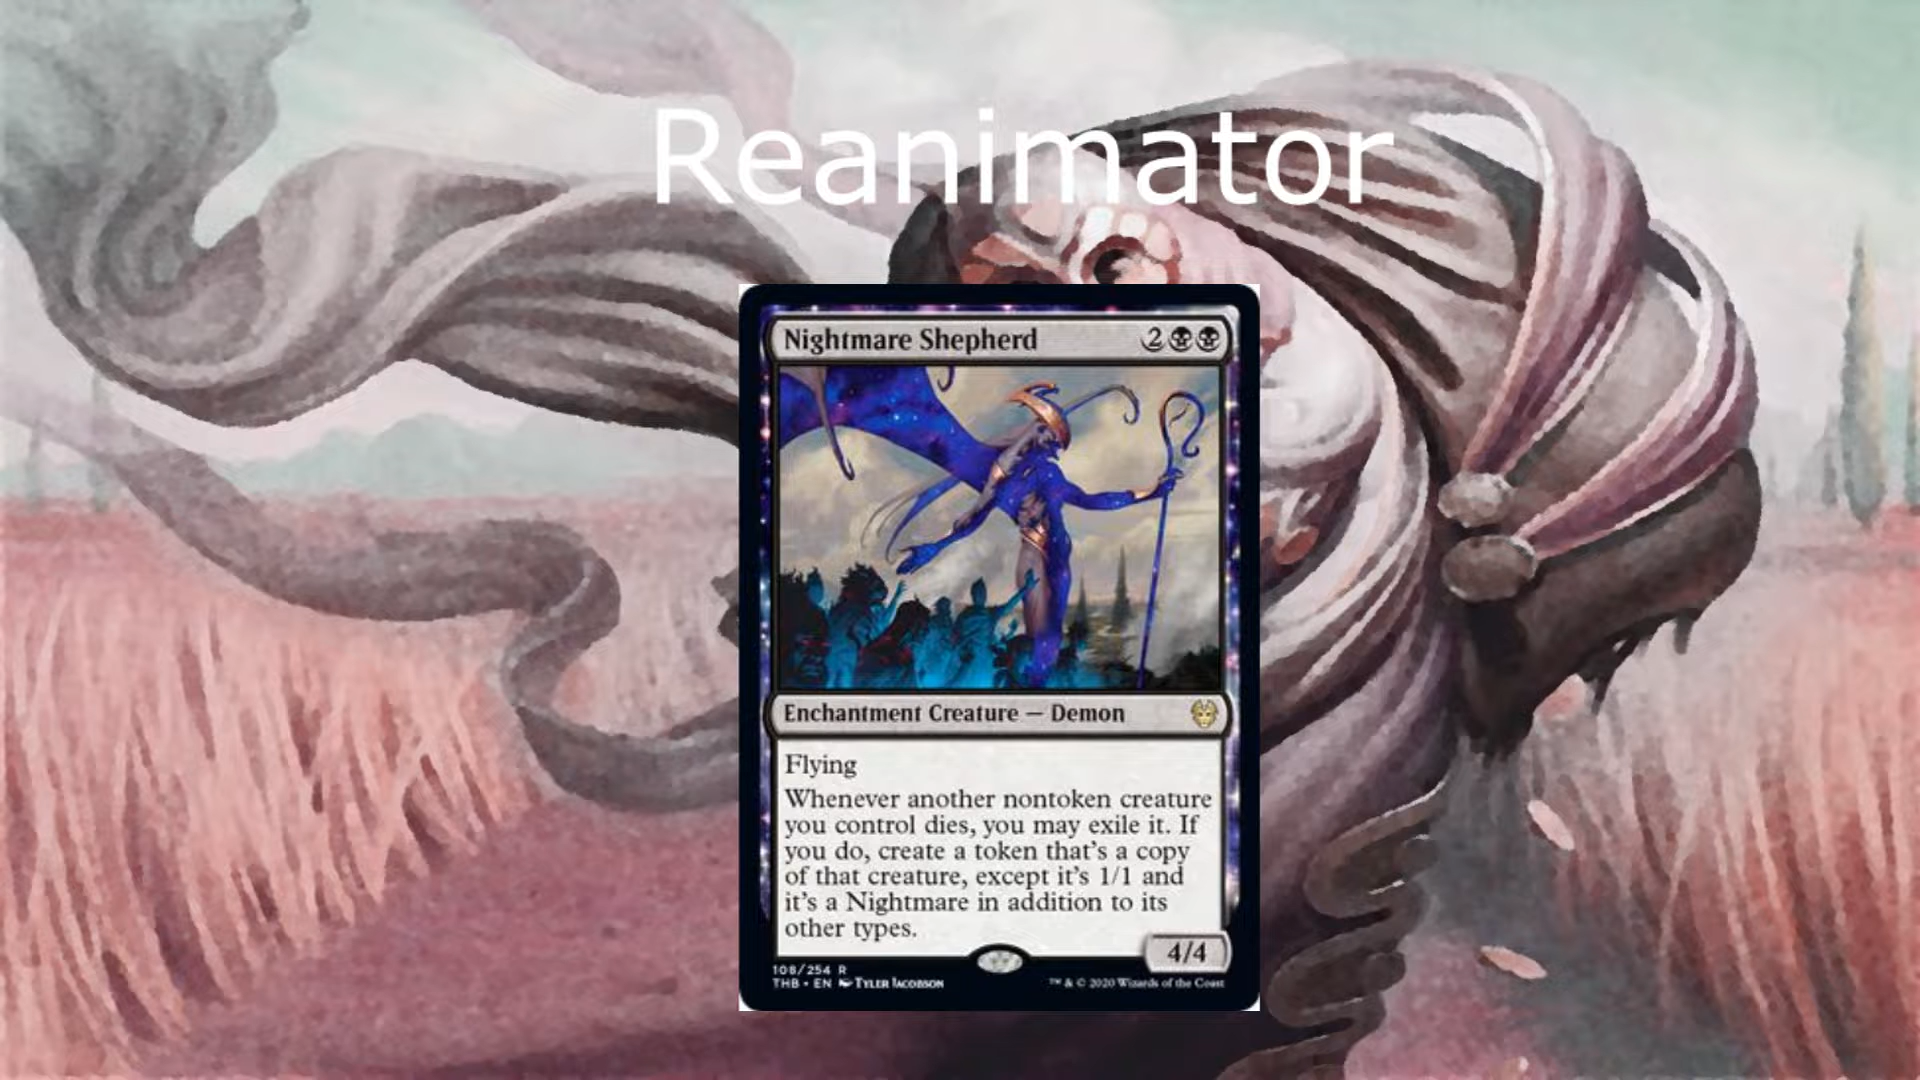 Reanimator
Nightmare Shepherd 2
Enchantment Creature — Demon
Flying
Whenever another nontoken creature
you control dies, you may exile it. If
you do, create a token that's a copy
of that creature, except it's 1/1 and
it's a Nightmare in addition to its
other types.
4/4
108/254 R
THB • EN Tyler Jacobson
™ & © 2020 Wizards of the Coast